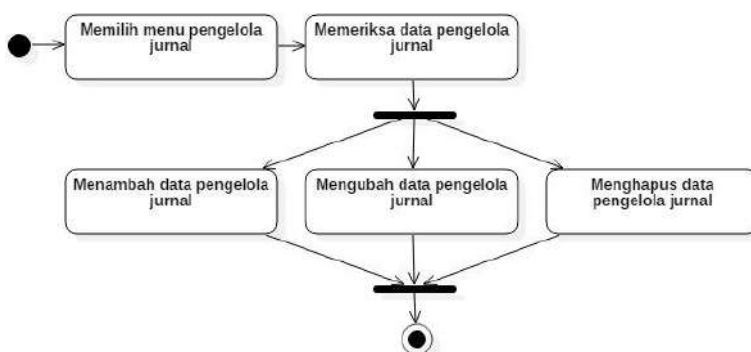 Memilih menu pengelola
jurnal
Memeriksa data pengelola
jurnal
Menambah data pengelola
jurnal
Mengubah data pengelola
jurnal
Menghapus data
pengelola jurnal